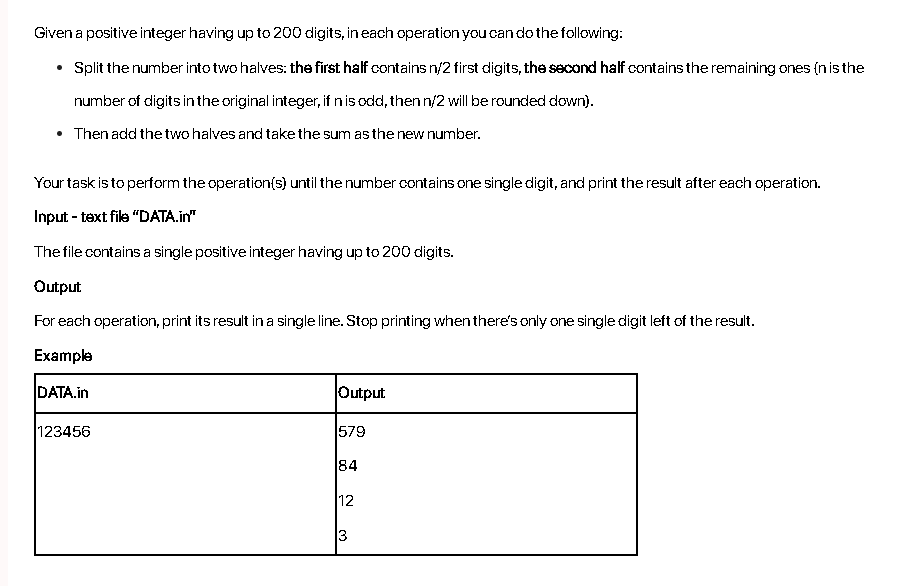 Given a positive integer having up to 200 digits, in each operation you can do the following:
• Split the number into two halves: the first half contains n/2 first digits, the second half contains the remaining ones (n is the
number of digits in the original integer, if n is odd, then n/2 will be rounded down).
• Then add the two halves and take the sum as the new number.
Your task is to perform the operation(s) until the number contains one single digit, and print the result after each operation.
Input - text file “DATA.in”
The file contains a single positive integer having up to 200 digits.
Output
For each operation, print its result in a single line. Stop printing when there’s only one single digit left of the result.
Example
DATA.in Output
123456 579
84
12
3